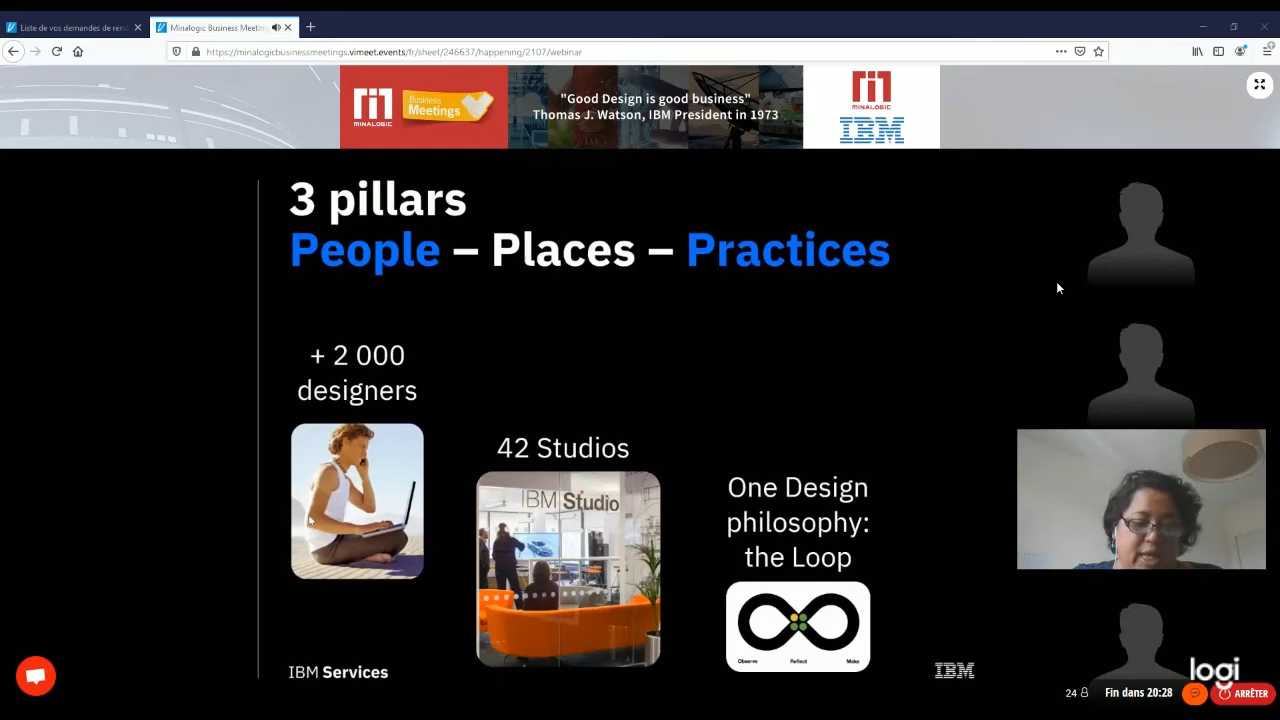 Liste de vos demandes de rend
Minalogic Business Meeting
https://minalogicbusinessmeetings.vimeet.events/fr/sheet/246637/happening/2107/webinar
MINALOGIC
Business
Meetings
"Good Design is good business"
Thomas J. Watson, IBM President in 1973
MINALOGIC
IBM
3 pillars
People – Places – Practices
+ 2 000
designers
42 Studios
IBM Studio
One Design
philosophy:
the Loop
Observe Reflect Make
IBM Services
IBM
logi
24
Fin dans 20:28
ARRÊTER